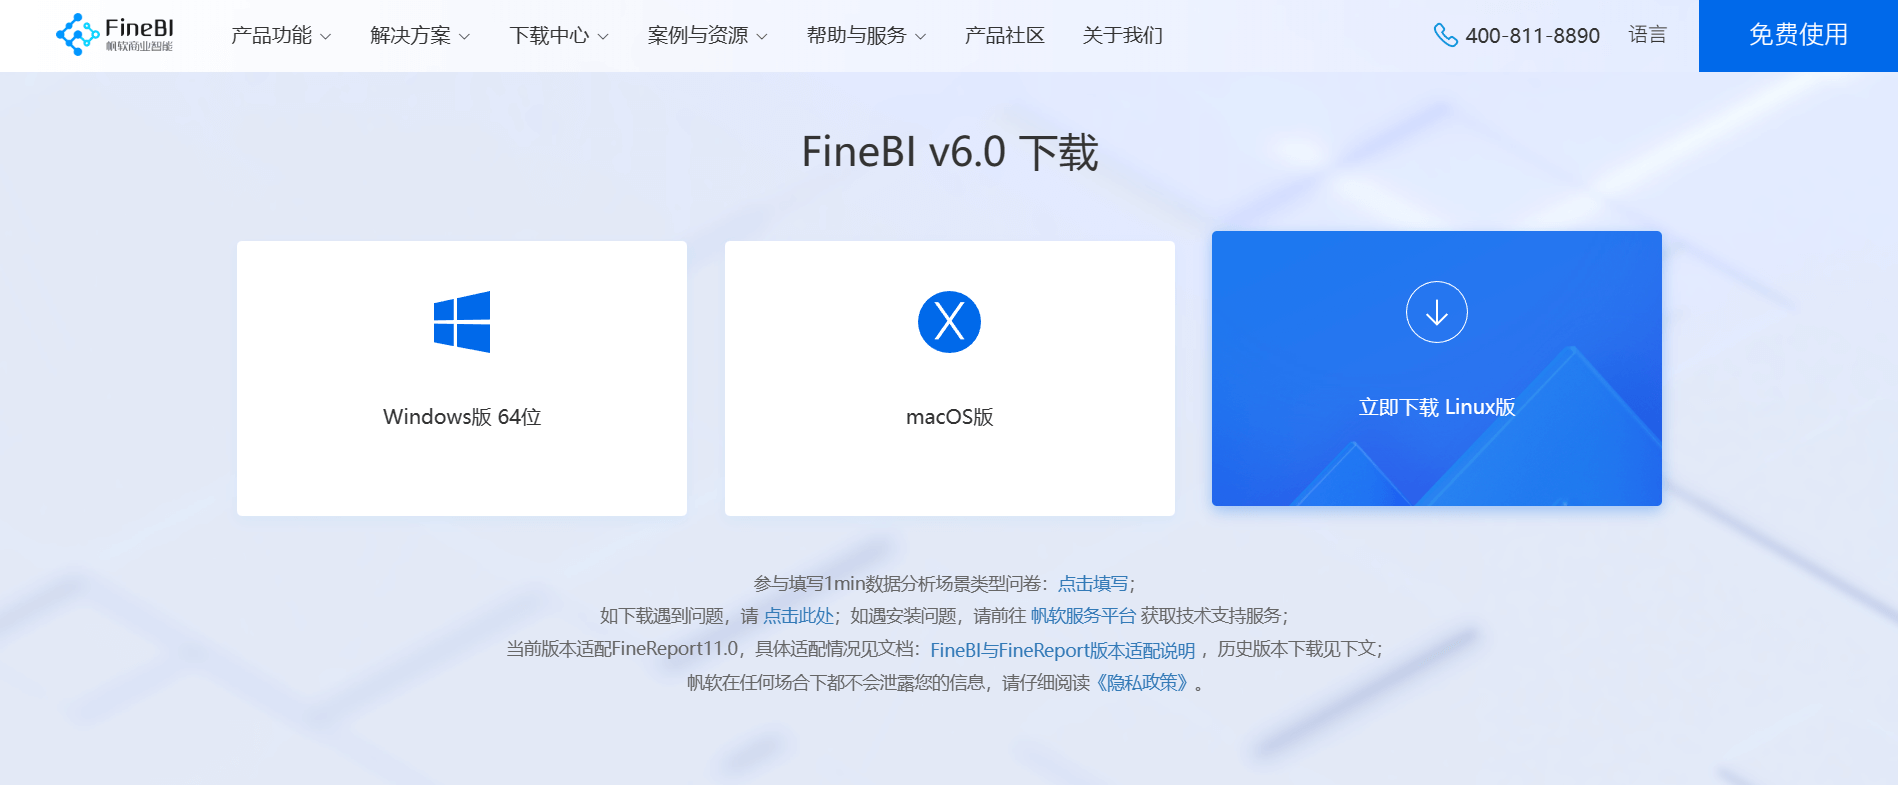 FineBI
帆软商业智能
产品功能 解决方案 下载中心 案例与资源 帮助与服务 产品社区 关于我们 400-811-8890 语言 免费使用
FineBI v6.0 下载
Windows版 64位
macOS版
立即下载 Linux版
参与填写1min数据分析场景类型问卷：点击填写；
如下载遇到问题，请 点击此处；如遇安装问题，请前往 帆软服务平台 获取技术支持服务；
当前版本适配FineReport11.0，具体适配情况见文档：FineBI与FineReport版本适配说明 ，历史版本下载见下文；
帆软在任何场合下都不会泄露您的信息，请仔细阅读《隐私政策》。